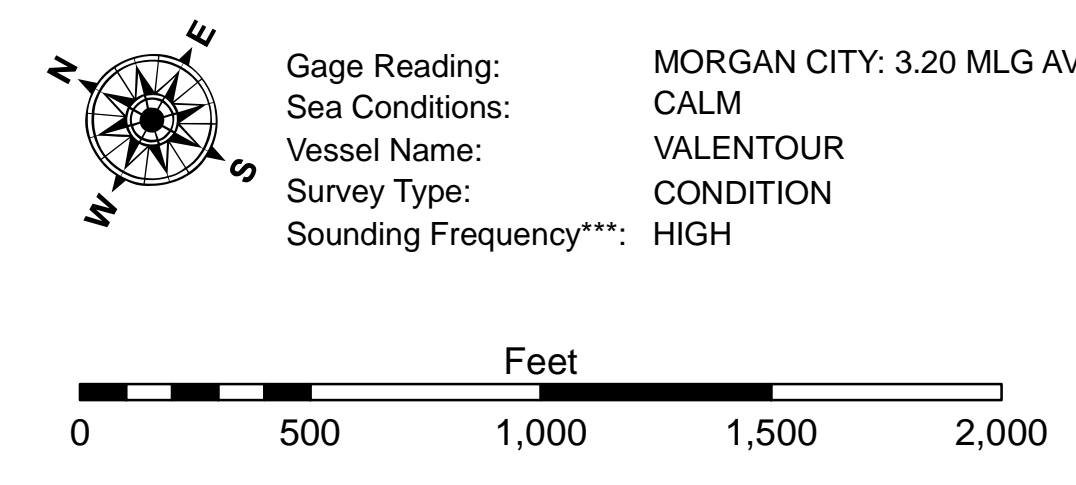 N
E
S
W
Gage Reading: MORGAN CITY: 3.20 MLG AV
Sea Conditions: CALM
Vessel Name: VALENTOUR
Survey Type: CONDITION
Sounding Frequency***: HIGH
Feet
0 500 1,000 1,500 2,000